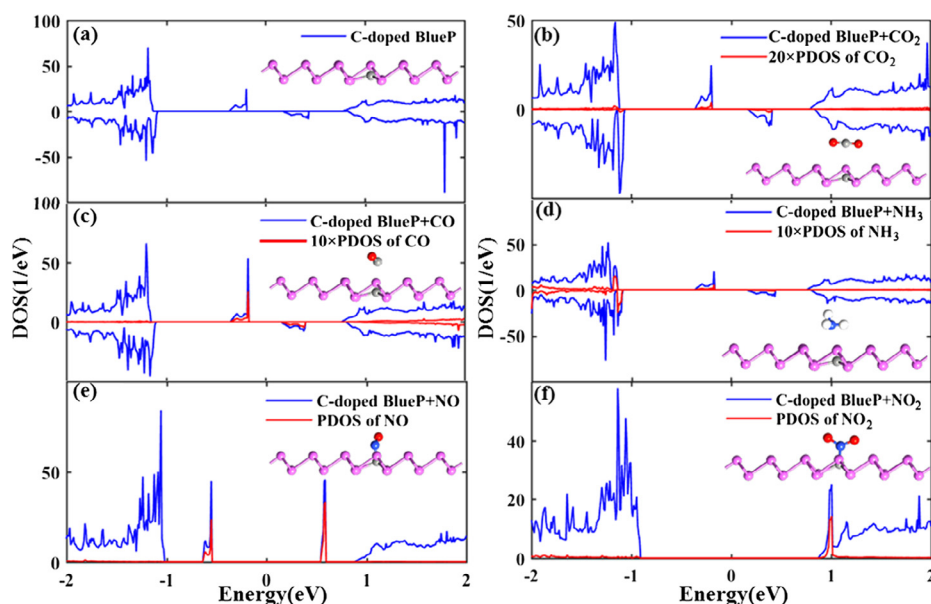 (a)
C-doped BlueP
100
50
0
-50
(b)
C-doped BlueP+CO₂
20×PDOS of CO₂
50
0
(c)
C-doped BlueP+CO
10×PDOS of CO
100
50
0
(d)
C-doped BlueP+NH₃
10×PDOS of NH₃
50
0
-50
DOS(1/eV)
DOS(1/eV)
(e)
C-doped BlueP+NO
PDOS of NO
50
0
-2 -1 0 1 2
Energy(eV)
(f)
C-doped BlueP+NO₂
PDOS of NO₂
40
20
0
-2 -1 0 1 2
Energy(eV)